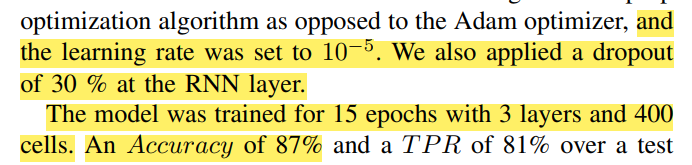 optimization algorithm as opposed to the Adam optimizer, and
the learning rate was set to 10⁻⁵. We also applied a dropout
of 30 % at the RNN layer.
The model was trained for 15 epochs with 3 layers and 400
cells. An Accuracy of 87% and a TPR of 81% over a test